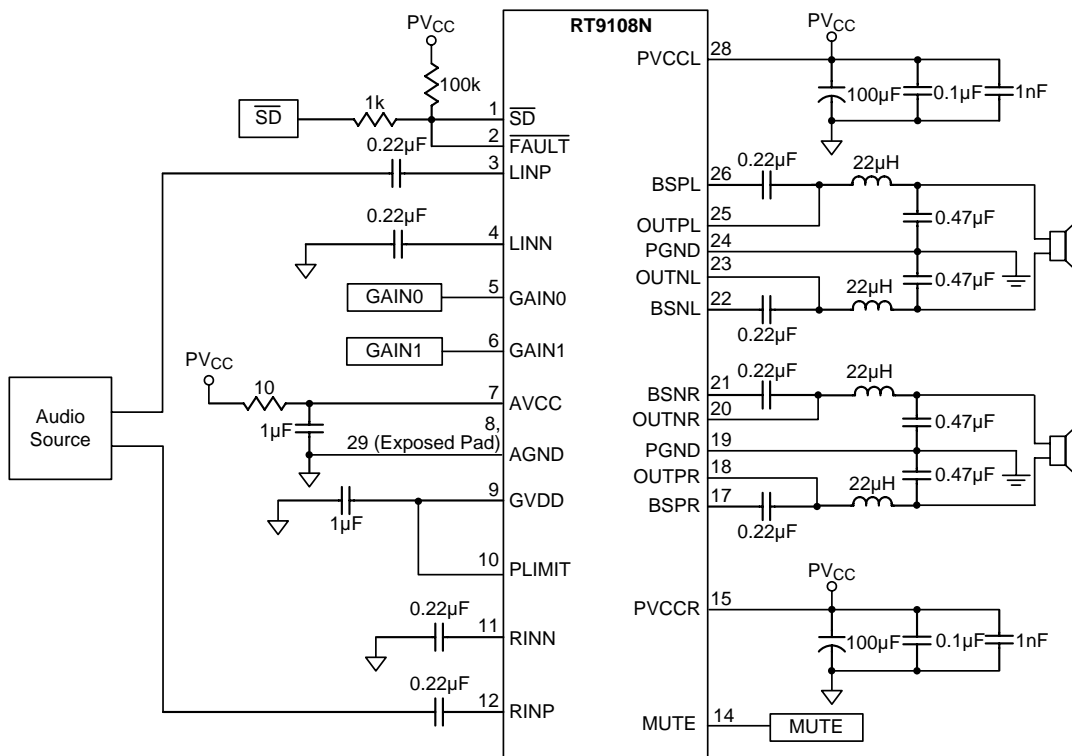 RT9108N
PVCC
100k
1k
SD
1
SD
2
FAULT
0.22µF
3
LINP
0.22µF
4
LINN
GAIN0
5
GAIN0
GAIN1
6
GAIN1
PVCC
10
7
AVCC
1µF
8,
29 (Exposed Pad)
AGND
Audio
Source
9
GVDD
1µF
10
PLIMIT
0.22µF
11
RINN
0.22µF
12
RINP
PVCC
PVCCL
28
100µF
0.1µF
1nF
0.22µF
22µH
BSPL
26
OUTPL
25
0.47µF
PGND
24
OUTNL
23
22µH
0.47µF
BSNL
22
0.22µF
0.22µF
22µH
BSNR
21
OUTNR
20
0.47µF
PGND
19
OUTPR
18
22µH
0.47µF
BSPR
17
0.22µF
PVCC
PVCCR
15
100µF
0.1µF
1nF
MUTE
14
MUTE